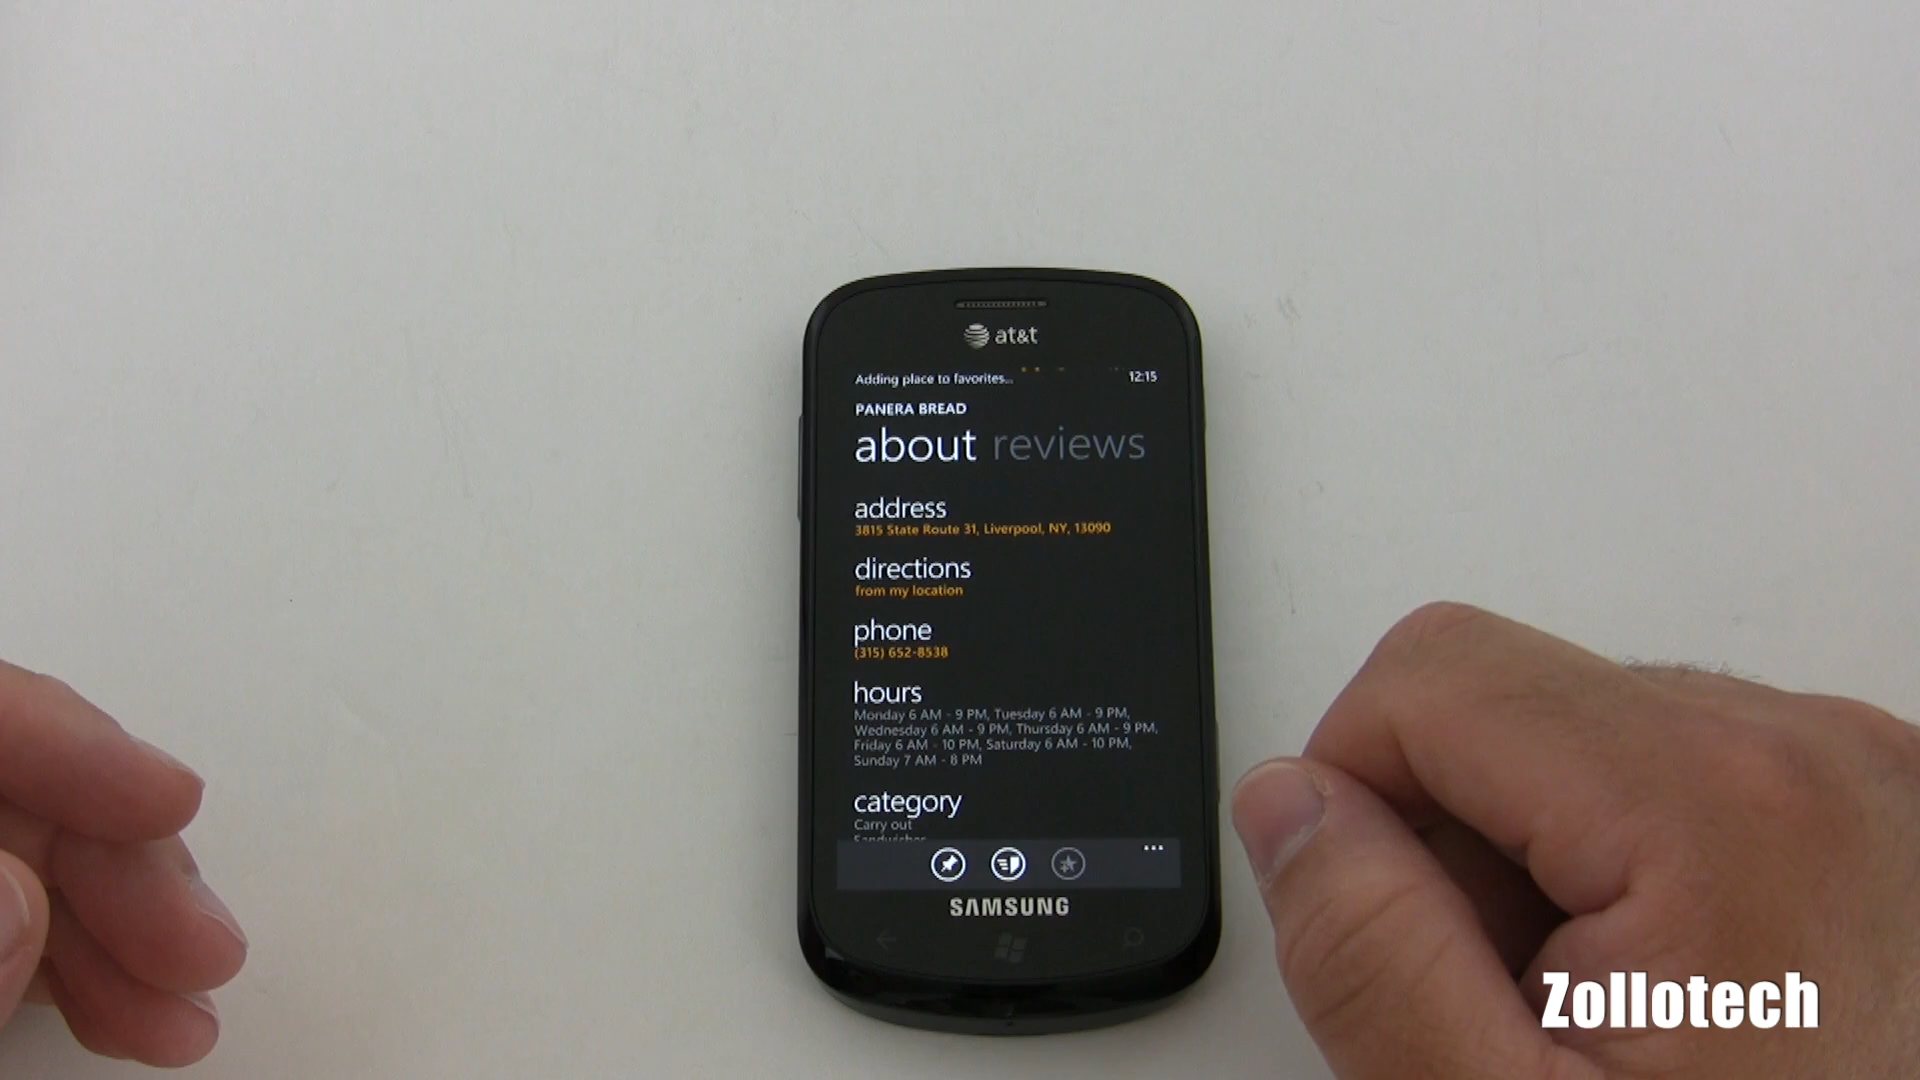 at&t
Adding place to favorites... 12:15
PANERA BREAD
about reviews
address
3815 State Route 31, Liverpool, NY, 13090
directions
from my location
phone
(315) 652-8538
hours
Monday 6 AM - 9 PM, Tuesday 6 AM - 9 PM,
Wednesday 6 AM - 9 PM, Thursday 6 AM - 9 PM,
Friday 6 AM - 10 PM, Saturday 6 AM - 10 PM,
Sunday 7 AM - 8 PM
category
Carry out
Sandwiches
...
SAMSUNG
Zollotech